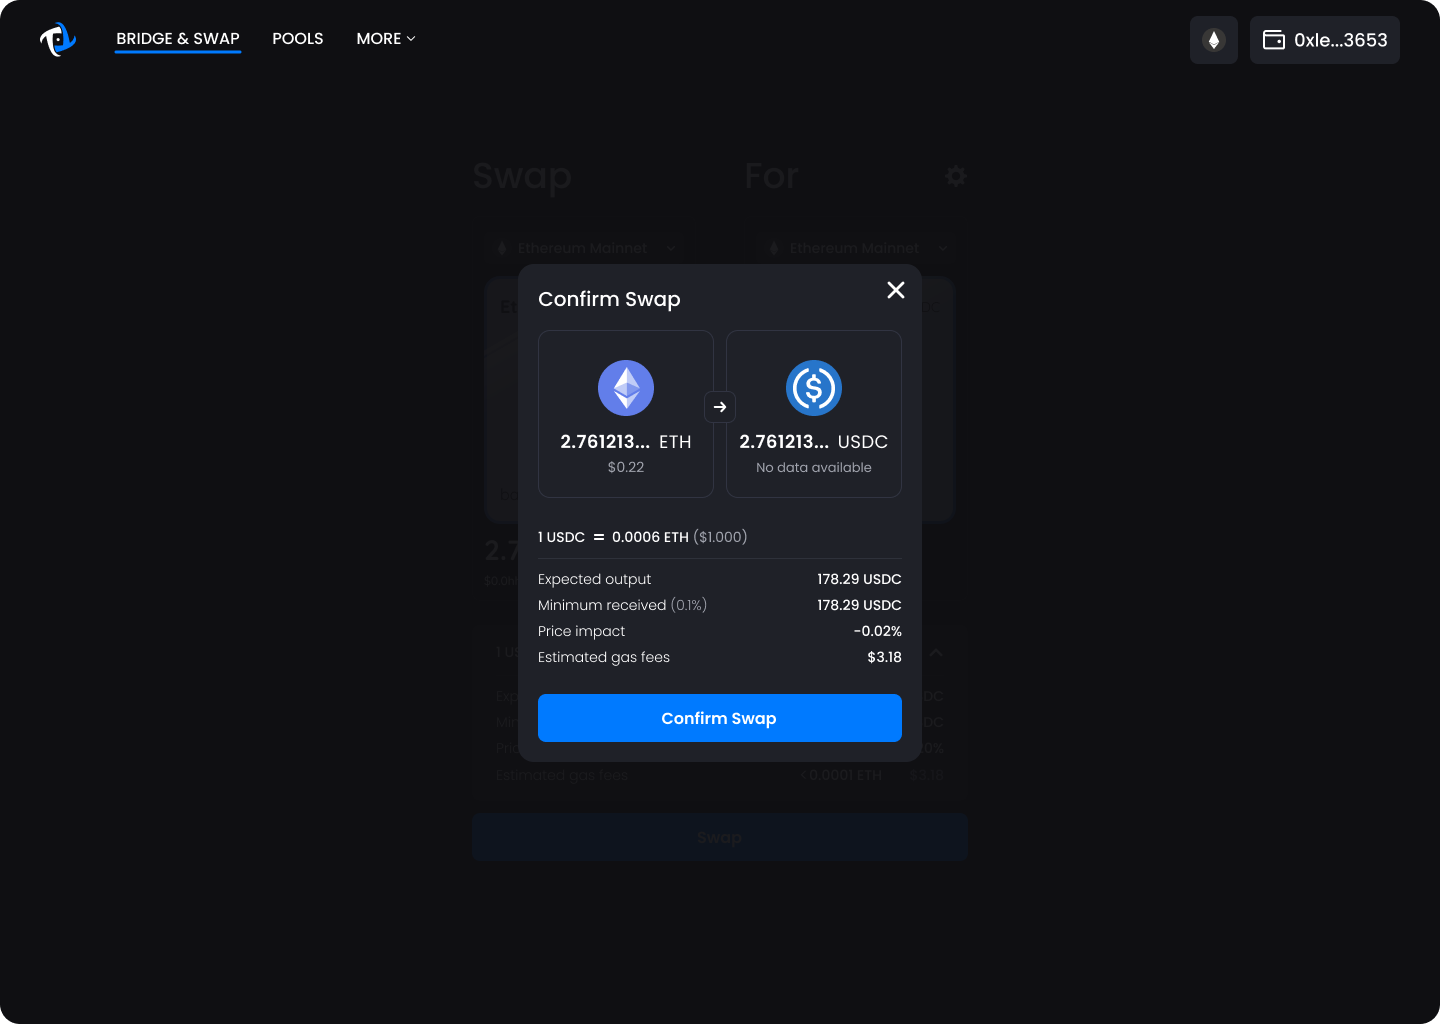 BRIDGE & SWAP POOLS MORE
0xle...3653
Swap For
Ethereum Mainnet Ethereum Mainnet
Confirm Swap
2.761213... ETH 2.761213... USDC
$0.22 No data available
1 USDC = 0.0006 ETH ($1.000)
Expected output 178.29 USDC
Minimum received (0.1%) 178.29 USDC
Price impact -0.02%
Estimated gas fees $3.18
Confirm Swap
Estimated gas fees <0.0001 ETH $3.18
Swap